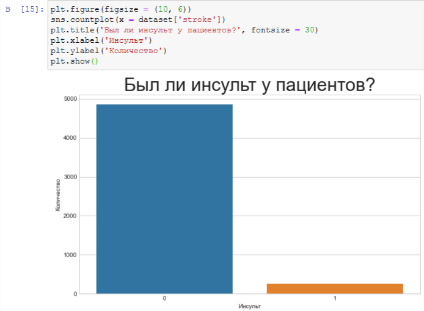 [15]: plt.figure(figsize = (10, 6))
sns.countplot(x = dataset['stroke'])
plt.title('Был ли инсульт у пациентов?', fontsize = 30)
plt.xlabel('Инсульт')
plt.ylabel('Количество')
plt.show()
Был ли инсульт у пациентов?
5000
4000
3000
2000
1000
0
Количество
0 1
Инсульт